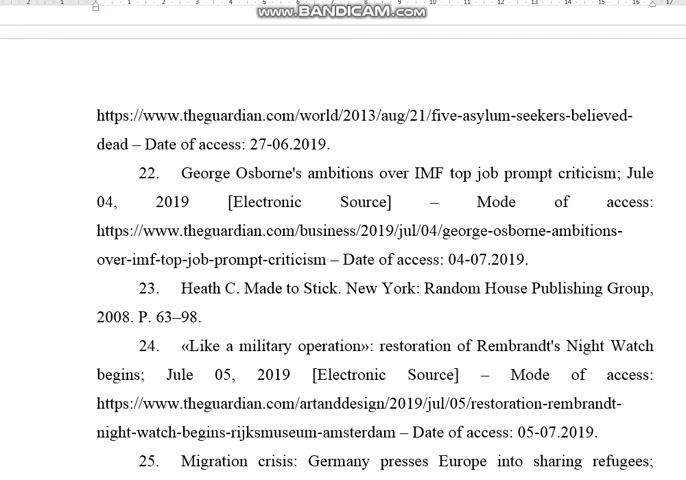 www.BANDICAM.com
https://www.theguardian.com/world/2013/aug/21/five-asylum-seekers-believed-
dead – Date of access: 27-06.2019.
22. George Osborne's ambitions over IMF top job prompt criticism; Jule
04, 2019 [Electronic Source] – Mode of access:
https://www.theguardian.com/business/2019/jul/04/george-osborne-ambitions-
over-imf-top-job-prompt-criticism – Date of access: 04-07.2019.
23. Heath C. Made to Stick. New York: Random House Publishing Group,
2008. P. 63–98.
24. «Like a military operation»: restoration of Rembrandt's Night Watch
begins; Jule 05, 2019 [Electronic Source] – Mode of access:
https://www.theguardian.com/artanddesign/2019/jul/05/restoration-rembrandt-
night-watch-begins-rijksmuseum-amsterdam – Date of access: 05-07.2019.
25. Migration crisis: Germany presses Europe into sharing refugees;